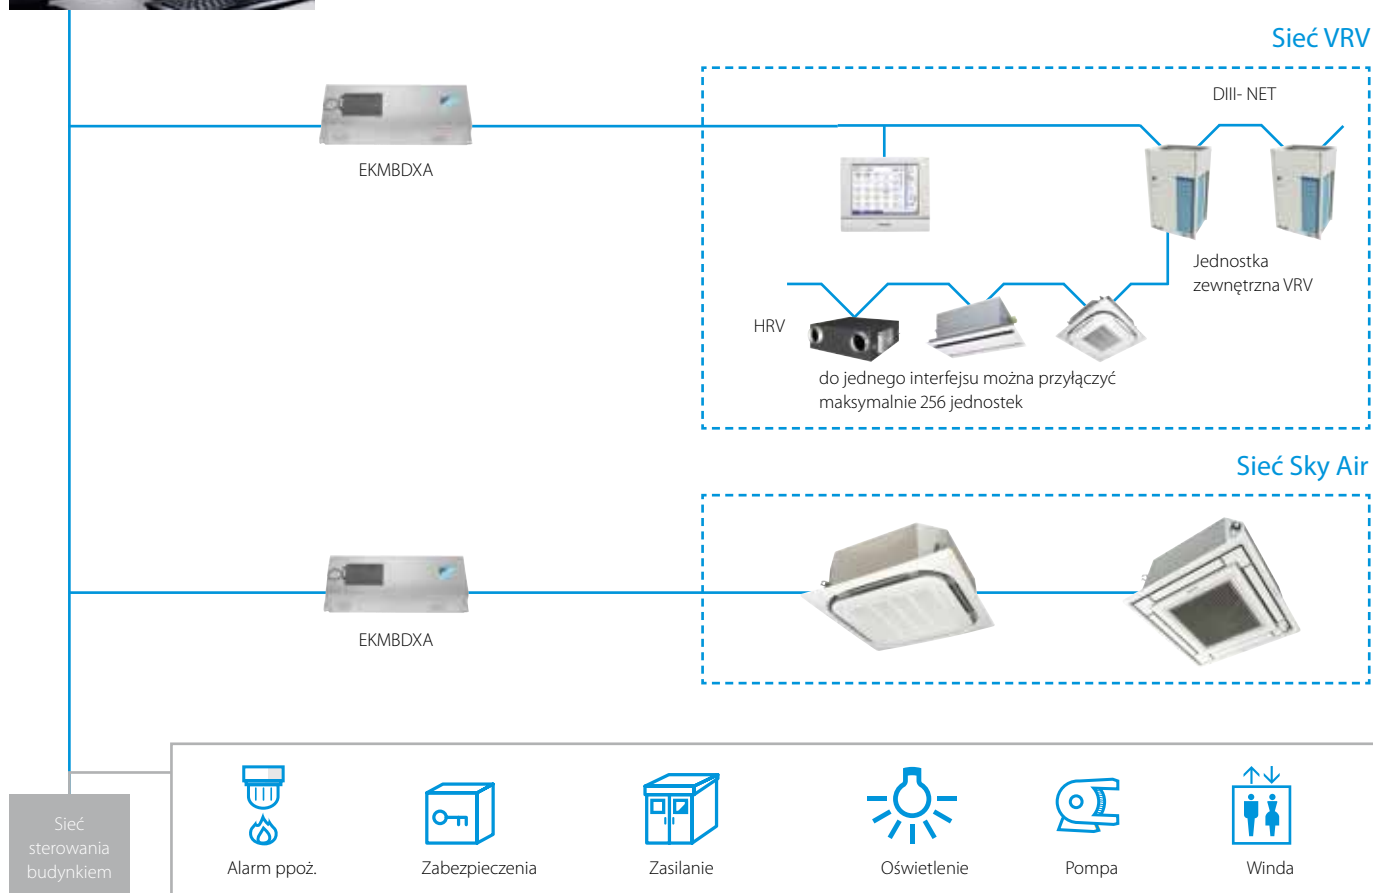 Sieć VRV
DIII- NET
EKMBDXA
Jednostka
zewnętrzna VRV
HRV
do jednego interfejsu można przyłączyć
maksymalnie 256 jednostek
Sieć Sky Air
EKMBDXA
Sieć
sterowania
budynkiem
Alarm ppoż.
Zabezpieczenia
Zasilanie
Oświetlenie
Pompa
Winda